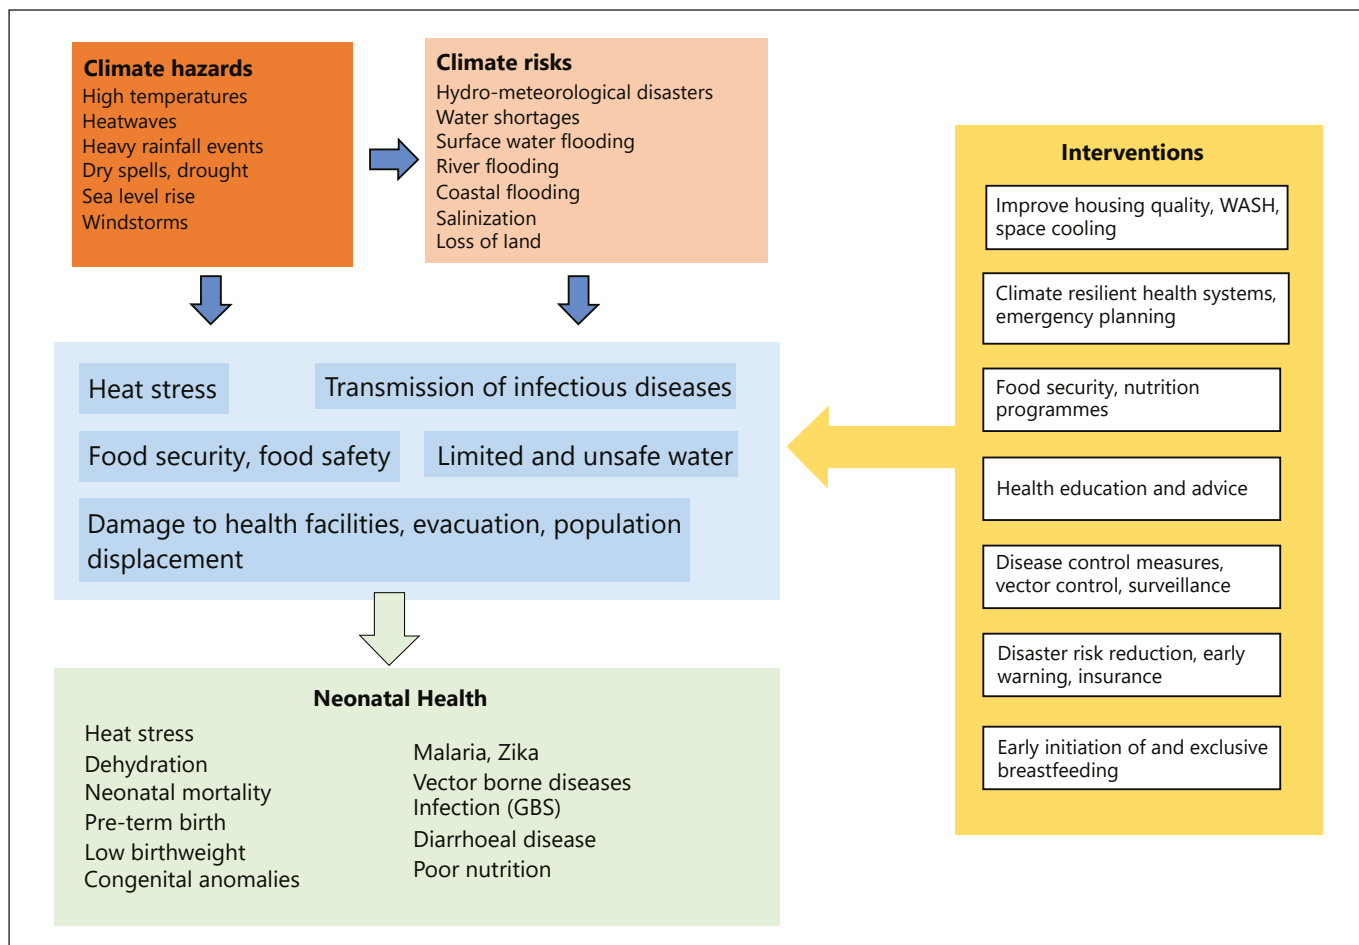 Climate hazards
High temperatures
Heatwaves
Heavy rainfall events
Dry spells, drought
Sea level rise
Windstorms
Climate risks
Hydro-meteorological disasters
Water shortages
Surface water flooding
River flooding
Coastal flooding
Salinization
Loss of land
Heat stress
Transmission of infectious diseases
Food security, food safety
Limited and unsafe water
Damage to health facilities, evacuation, population
displacement
Neonatal Health
Heat stress
Dehydration
Neonatal mortality
Pre-term birth
Low birthweight
Congenital anomalies
Malaria, Zika
Vector borne diseases
Infection (GBS)
Diarrhoeal disease
Poor nutrition
Interventions
Improve housing quality, WASH,
space cooling
Climate resilient health systems,
emergency planning
Food security, nutrition
programmes
Health education and advice
Disease control measures,
vector control, surveillance
Disaster risk reduction, early
warning, insurance
Early initiation of and exclusive
breastfeeding